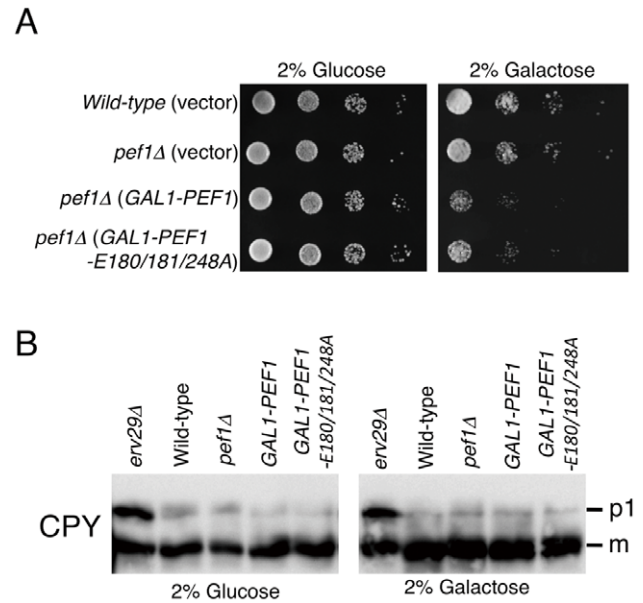 A
2% Glucose
2% Galactose
Wild-type (vector)
pef1Δ (vector)
pef1Δ (GAL1-PEF1)
pef1Δ (GAL1-PEF1
-E180/181/248A)
B
erv29Δ
Wild-type
pef1Δ
GAL1-PEF1
GAL1-PEF1
-E180/181/248A
erv29Δ
Wild-type
pef1Δ
GAL1-PEF1
GAL1-PEF1
-E180/181/248A
CPY
p1
m
2% Glucose
2% Galactose